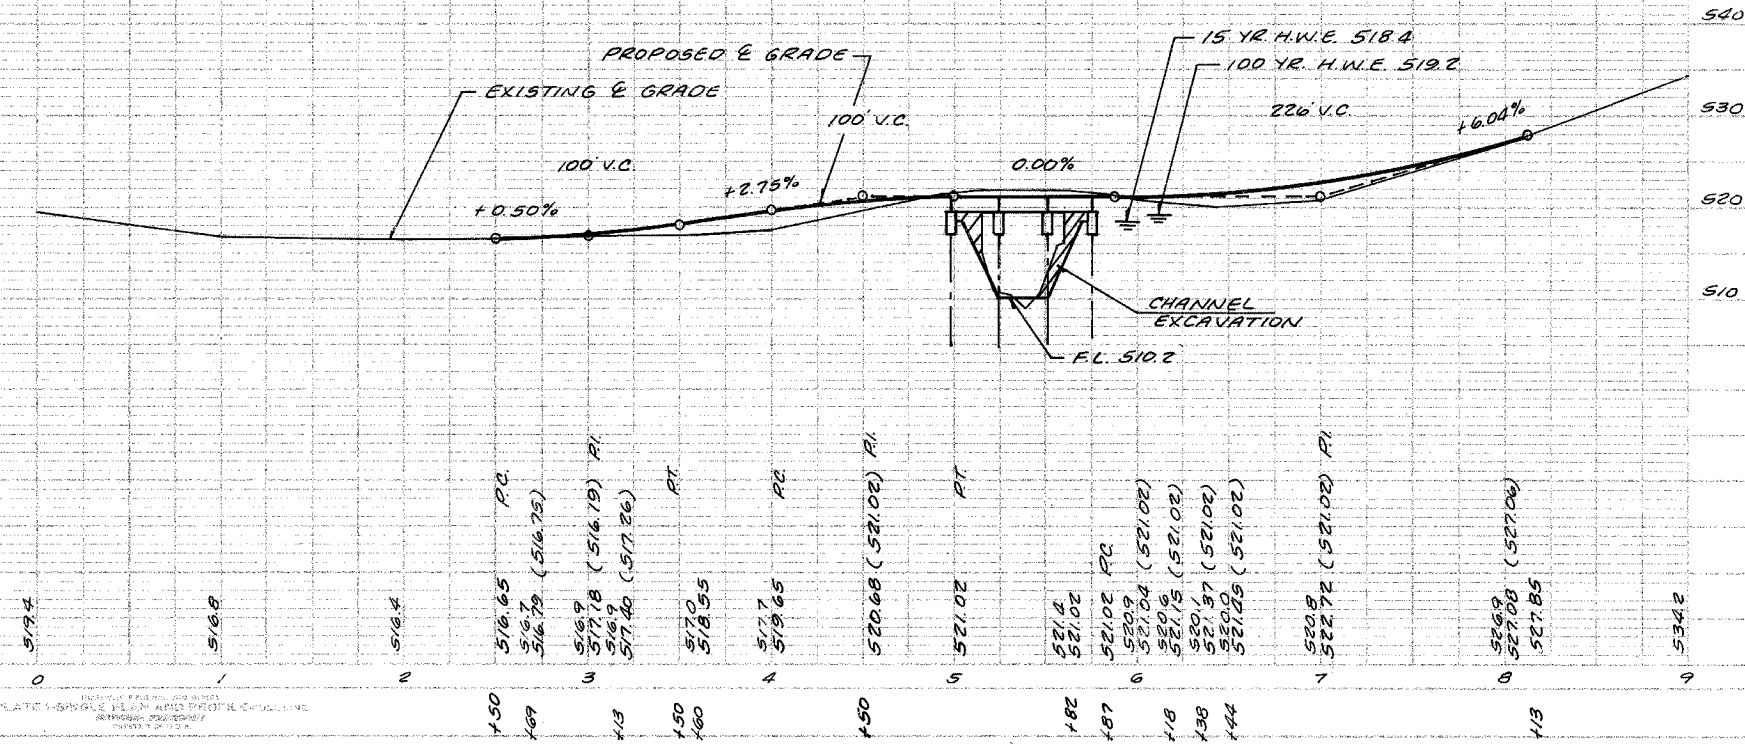 540
15 YR. H.W.E. 518.4
PROPOSED ℄ GRADE
100 YR. H.W.E. 519.2
EXISTING ℄ GRADE
530
226' V.C.
+6.04%
100' V.C.
100' V.C.
0.00%
+2.75%
520
+0.50%
510
CHANNEL
EXCAVATION
F.L. 510.2
519.4
516.8
516.4
516.65 P.C.
516.7
516.79 (516.75)
516.9
517.18 (516.19) P.I.
516.9
517.40 (517.26)
517.0
518.55 P.T.
517.7
519.65 P.C.
520.68 (521.02) P.I.
521.02 P.T.
521.4
521.02
521.02 P.C.
520.9
521.04 (521.02)
520.6
521.15 (521.02)
520.1
521.37 (521.02)
520.0
521.45 (521.02)
520.8
522.72 (521.02) P.I.
526.9
527.08 (527.06)
527.85
534.2
0 1 2 3 4 5 6 7 8 9
+50 +69 +13 +50 +60 +50 +82 +87 +18 +38 +44 +13
PLATE 1-SINGLE PLAN AND PROFILE